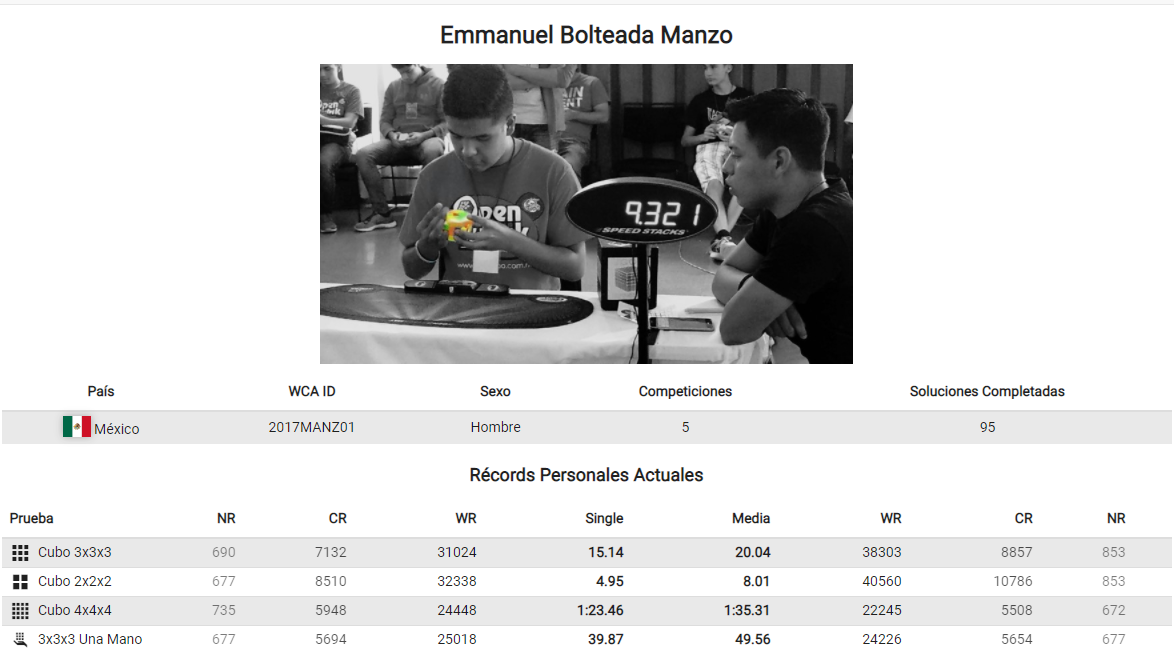 Emmanuel Bolteada Manzo
9.321
SPEED STACKS
Open
País WCA ID Sexo Competiciones Soluciones Completadas
México 2017MANZ01 Hombre 5 95
Récords Personales Actuales
Prueba NR CR WR Single Media WR CR NR
Cubo 3x3x3 690 7132 31024 15.14 20.04 38303 8857 853
Cubo 2x2x2 677 8510 32338 4.95 8.01 40560 10786 853
Cubo 4x4x4 735 5948 24448 1:23.46 1:35.31 22245 5508 672
3x3x3 Una Mano 677 5694 25018 39.87 49.56 24226 5654 677